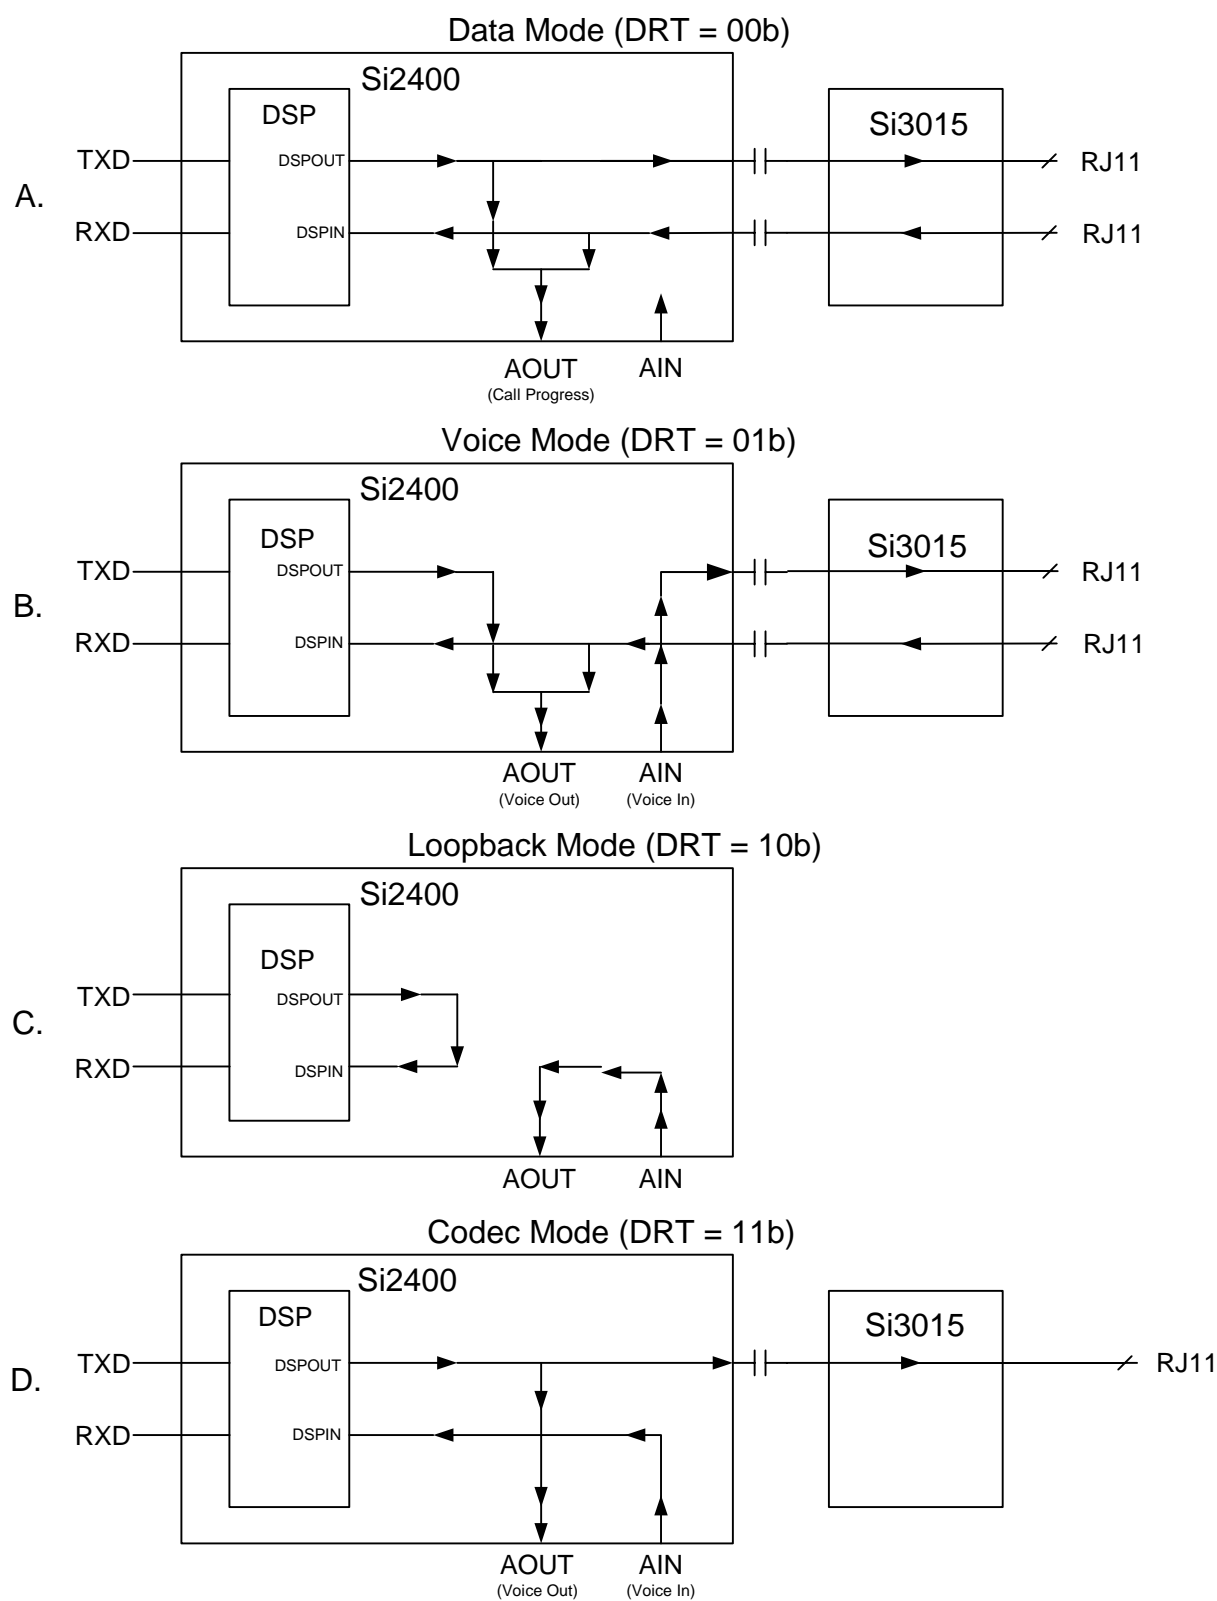 Data Mode (DRT = 00b)
Si2400
DSP
Si3015
TXD
DSPOUT
RJ11
A.
RXD
DSPIN
RJ11
AOUT
AIN
(Call Progress)
Voice Mode (DRT = 01b)
Si2400
DSP
Si3015
TXD
DSPOUT
RJ11
B.
RXD
DSPIN
RJ11
AOUT
AIN
(Voice Out)
(Voice In)
Loopback Mode (DRT = 10b)
Si2400
DSP
TXD
DSPOUT
C.
RXD
DSPIN
AOUT
AIN
Codec Mode (DRT = 11b)
Si2400
DSP
Si3015
TXD
DSPOUT
RJ11
D.
RXD
DSPIN
AOUT
AIN
(Voice Out)
(Voice In)